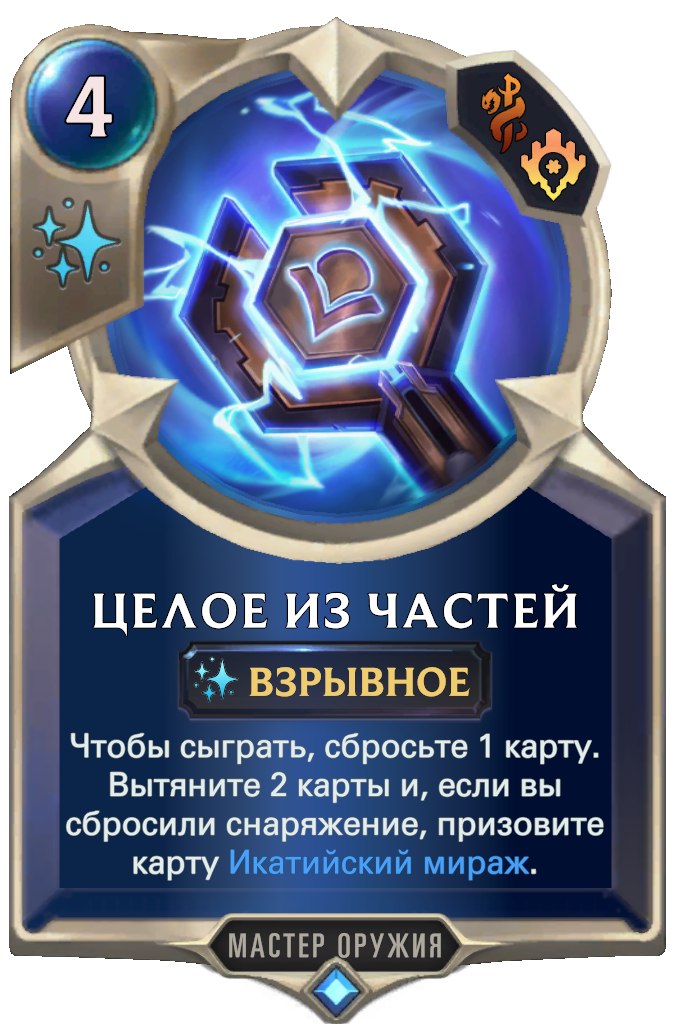 4
ЦЕЛОЕ ИЗ ЧАСТЕЙ
ВЗРЫВНОЕ
Чтобы сыграть, сбросьте 1 карту.
Вытяните 2 карты и, если вы
сбросили снаряжение, призовите
карту Икатийский мираж.
МАСТЕР ОРУЖИЯ